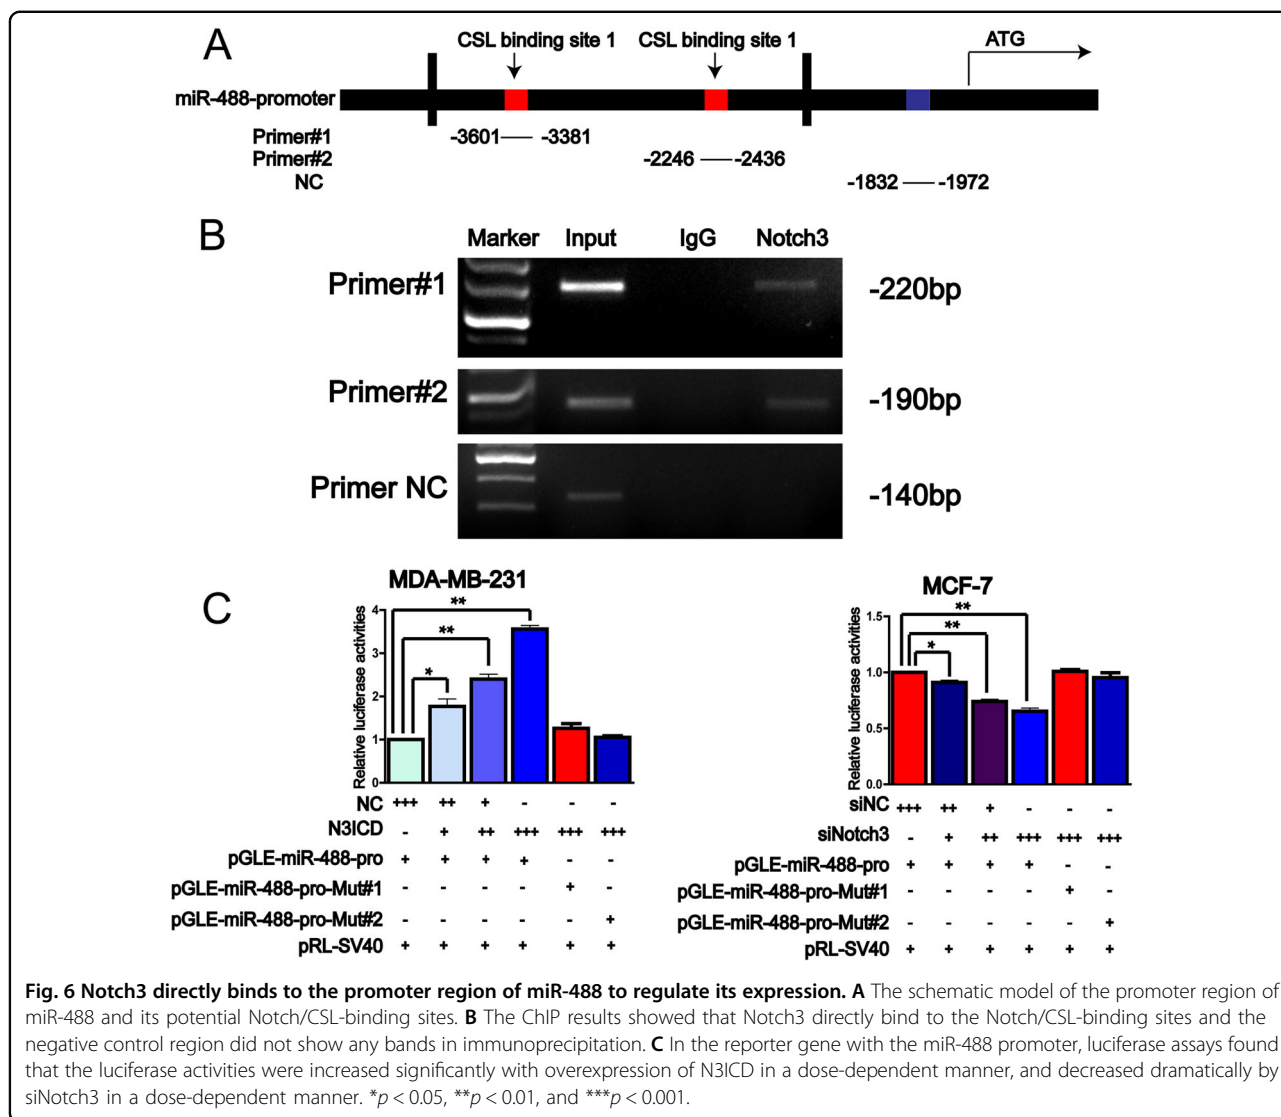 A
CSL binding site 1 CSL binding site 1 ATG
miR-488-promoter
Primer#1 -3601 -3381
Primer#2 -2246 -2436
NC -1832 -1972
B
Marker Input IgG Notch3
Primer#1 -220bp
Primer#2 -190bp
Primer NC -140bp
C
MDA-MB-231
Relative luciferase activities
4
3
2
1
0
** ** *
NC +++ ++ + - - -
N3ICD - + ++ +++ +++ +++
pGLE-miR-488-pro + + + + - -
pGLE-miR-488-pro-Mut#1 - - - - + -
pGLE-miR-488-pro-Mut#2 - - - - - +
pRL-SV40 + + + + + +
MCF-7
Relative luciferase activities
1.5
1.0
0.5
0.0
** ** *
siNC +++ ++ + - - -
siNotch3 - + ++ +++ +++ +++
pGLE-miR-488-pro + + + + - -
pGLE-miR-488-pro-Mut#1 - - - - + -
pGLE-miR-488-pro-Mut#2 - - - - - +
pRL-SV40 + + + + + +
Fig. 6 Notch3 directly binds to the promoter region of miR-488 to regulate its expression. A The schematic model of the promoter region of
miR-488 and its potential Notch/CSL-binding sites. B The ChIP results showed that Notch3 directly bind to the Notch/CSL-binding sites and the
negative control region did not show any bands in immunoprecipitation. C In the reporter gene with the miR-488 promoter, luciferase assays found
that the luciferase activities were increased significantly with overexpression of N3ICD in a dose-dependent manner, and decreased dramatically by
siNotch3 in a dose-dependent manner. *p < 0.05, **p < 0.01, and ***p < 0.001.